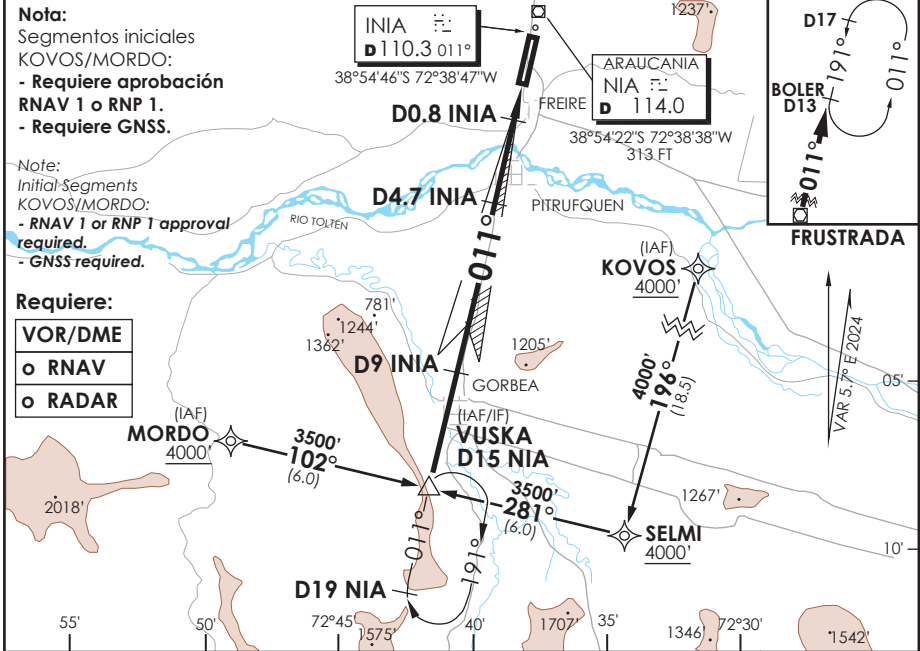 Nota:
Segmentos iniciales
KOVOS/MORDO:
- Requiere aprobación
RNAV 1 o RNP 1.
- Requiere GNSS.
Note:
Initial Segments
KOVOS/MORDO:
- RNAV 1 or RNP 1 approval
required.
- GNSS required.
Requiere:
VOR/DME
o RNAV
o RADAR
INIA
D 110.3 011°
38°54'46"S 72°38'47"W
1237'
ARAUCANIA
NIA
D 114.0
38°54'22"S 72°38'38"W
313 FT
D17
191°
011°
BOLER
D13
011°
FRUSTRADA
D0.8 INIA
FREIRE
D4.7 INIA
PITRUFQUEN
RIO TOLTEN
011°
(IAF)
KOVOS
4000'
781'
1244'
1362'
1205'
D9 INIA
GORBEA
4000'
196°
(18.5)
VAR 5.7° E 2024
05'
(IAF)
MORDO
4000'
3500'
102°
(6.0)
(IAF/IF)
VUSKA
D15 NIA
3500'
281°
(6.0)
1267'
2018'
SELMI
4000'
10'
011°
191°
D19 NIA
55'
50'
72°45'
40'
35'
72°30'
1575'
1707'
1346'
1542'